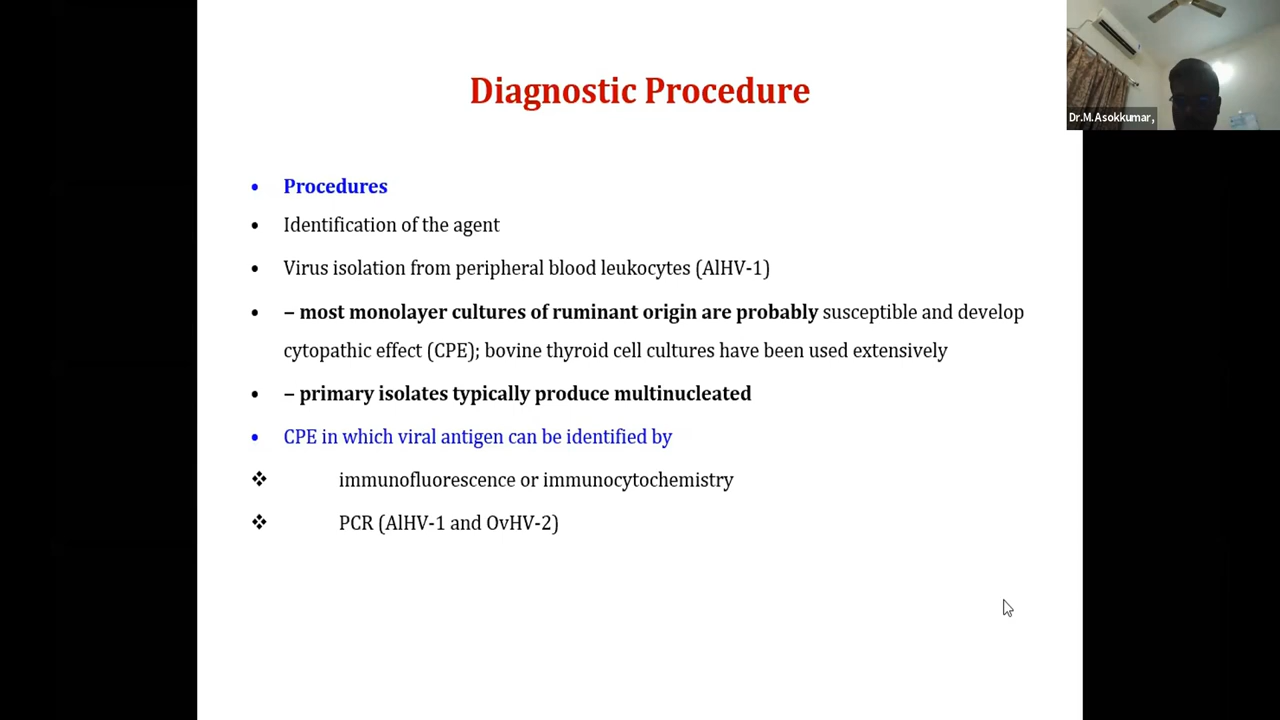 Diagnostic Procedure
Dr.M.Asokkumar,
• Procedures
• Identification of the agent
• Virus isolation from peripheral blood leukocytes (AlHV-1)
• – most monolayer cultures of ruminant origin are probably susceptible and develop
cytopathic effect (CPE); bovine thyroid cell cultures have been used extensively
• – primary isolates typically produce multinucleated
• CPE in which viral antigen can be identified by
❖ immunofluorescence or immunocytochemistry
❖ PCR (AlHV-1 and OvHV-2)